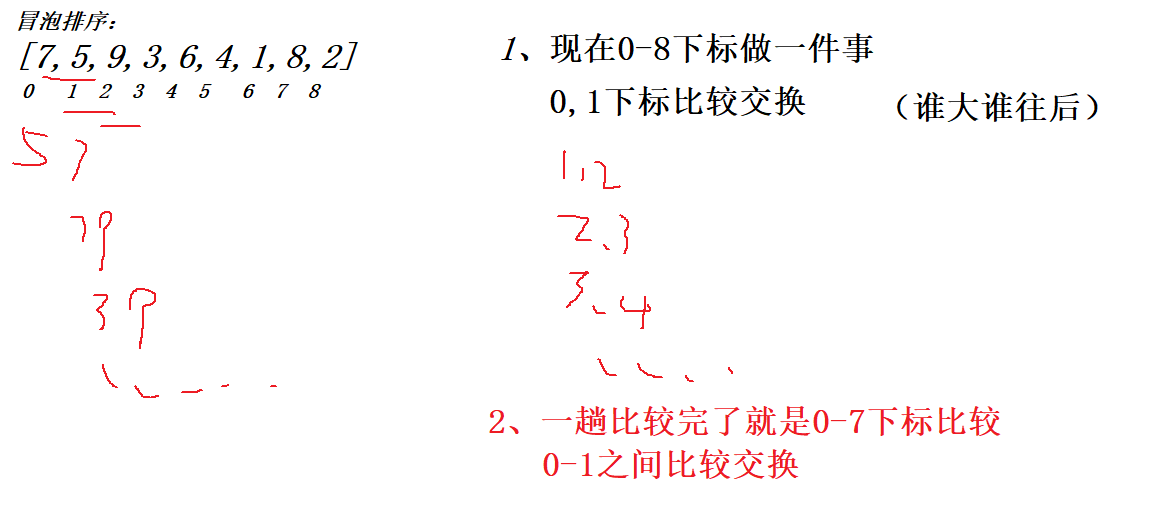 冒泡排序：
[7, 5, 9, 3, 6, 4, 1, 8, 2]
0 1 2 3 4 5 6 7 8
5 7
7 9
3 9
1、现在0-8下标做一件事
0,1下标比较交换 （谁大谁往后）
1,2
2、3
3、4
2、一趟比较完了就是0-7下标比较
0-1之间比较交换